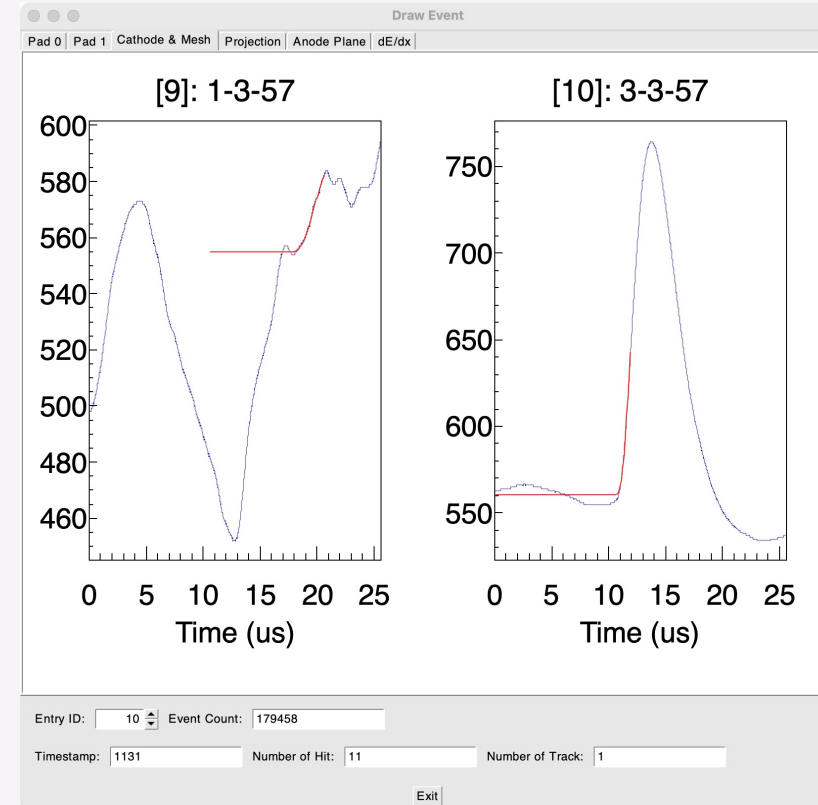 Draw Event
Pad 0 Pad 1 Cathode & Mesh Projection Anode Plane dE/dx
[9]: 1-3-57
600
580
560
540
520
500
480
460
0 5 10 15 20 25
Time (us)
[10]: 3-3-57
750
700
650
600
550
0 5 10 15 20 25
Time (us)
Entry ID: 10 Event Count: 179458
Timestamp: 1131 Number of Hit: 11 Number of Track: 1
Exit